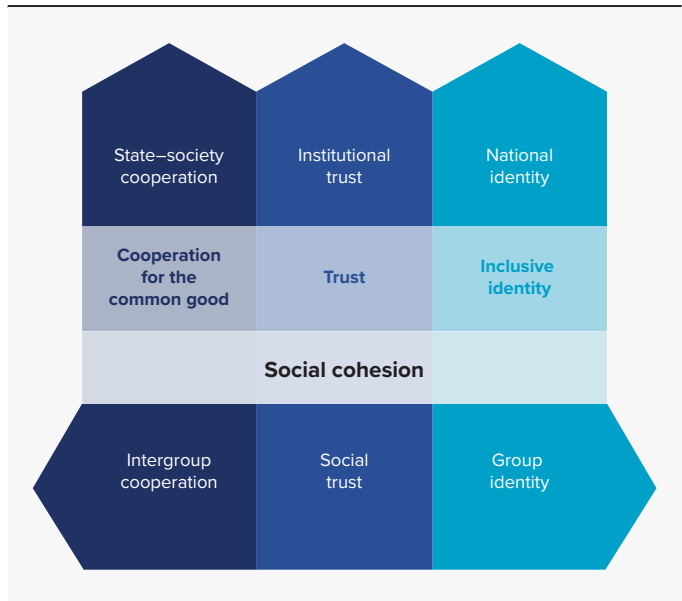 State–society
cooperation
Institutional
trust
National
identity
Cooperation
for the
common good
Trust
Inclusive
identity
Social cohesion
Intergroup
cooperation
Social
trust
Group
identity